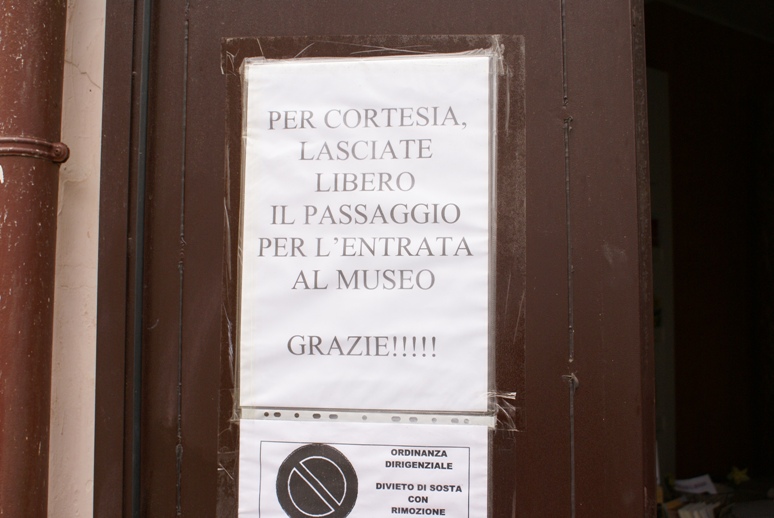 PER CORTESIA,
LASCIATE
LIBERO
IL PASSAGGIO
PER L'ENTRATA
AL MUSEO
GRAZIE!!!!!
ORDINANZA
DIRIGENZIALE
DIVIETO DI SOSTA
CON
RIMOZIONE